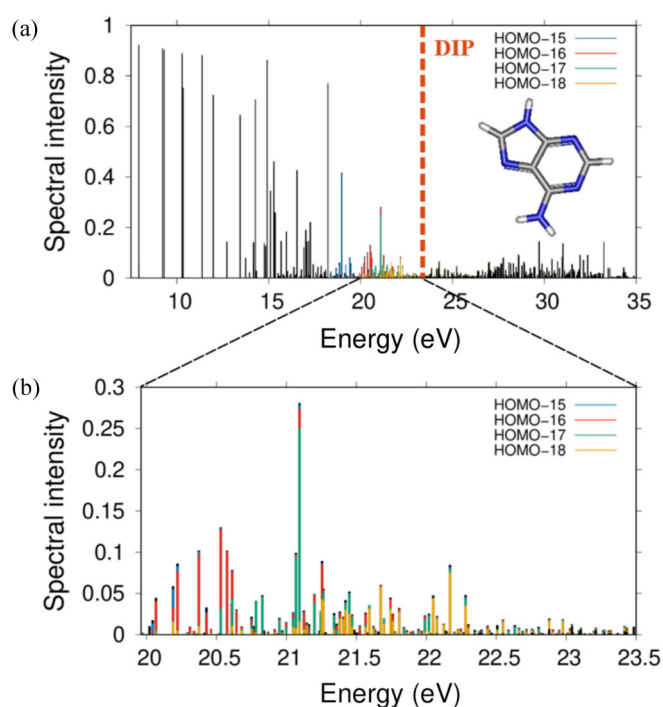 (a)
Spectral intensity
1
0.8
0.6
0.4
0.2
0
DIP
HOMO-15
HOMO-16
HOMO-17
HOMO-18
10 15 20 25 30 35
Energy (eV)
(b)
Spectral intensity
0.3
0.25
0.2
0.15
0.1
0.05
0
HOMO-15
HOMO-16
HOMO-17
HOMO-18
20 20.5 21 21.5 22 22.5 23 23.5
Energy (eV)